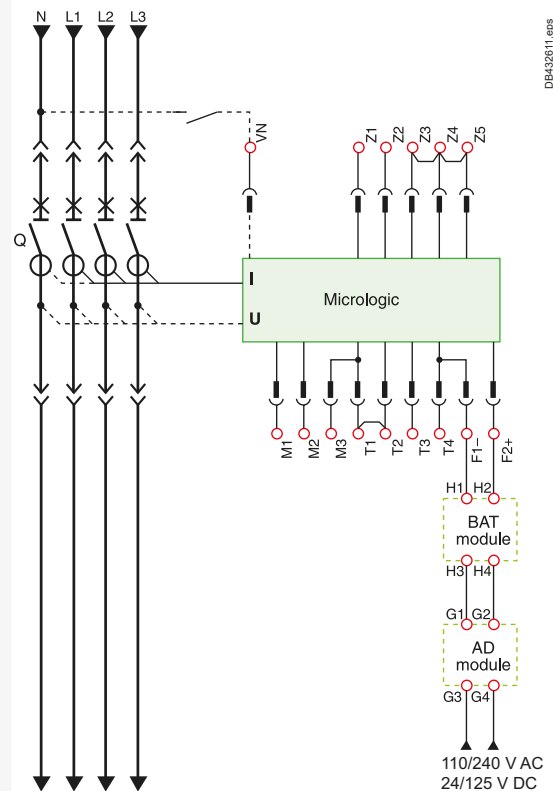 N L1 L2 L3
DB432611.eps
VN
Z1 Z2 Z3 Z4 Z5
Q
I
Micrologic
U
M1 M2 M3 T1 T2 T3 T4 F1– F2+
H1 H2
BAT
module
H3 H4
G1 G2
AD
module
G3 G4
110/240 V AC
24/125 V DC